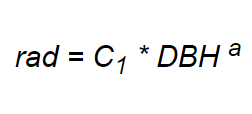 rad = C₁ * DBH ᵃ